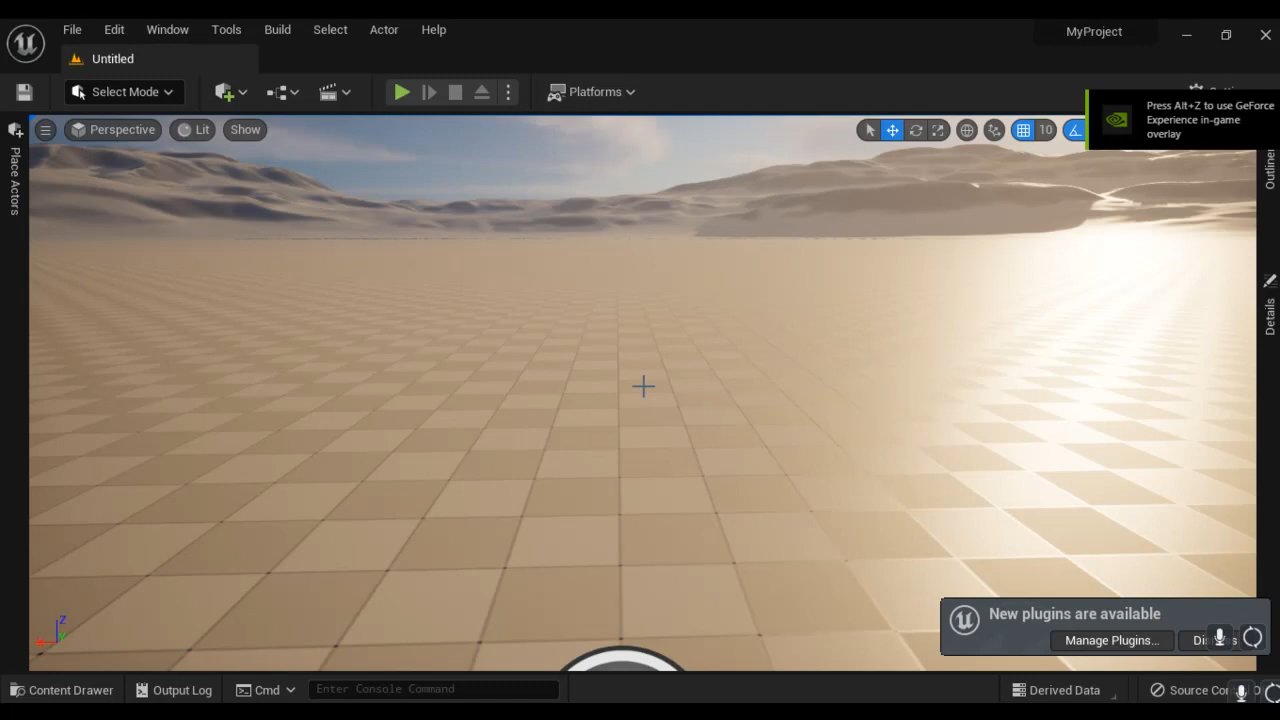 File Edit Window Tools Build Select Actor Help
MyProject
Untitled
Select Mode
Platforms
Press Alt+Z to use GeForce
Experience in-game
overlay
Perspective
Lit
Show
10
Place Actors
Outliner
Details
New plugins are available
Manage Plugins...
Z
Content Drawer
Output Log
Cmd
Enter Console Command
Derived Data
Source